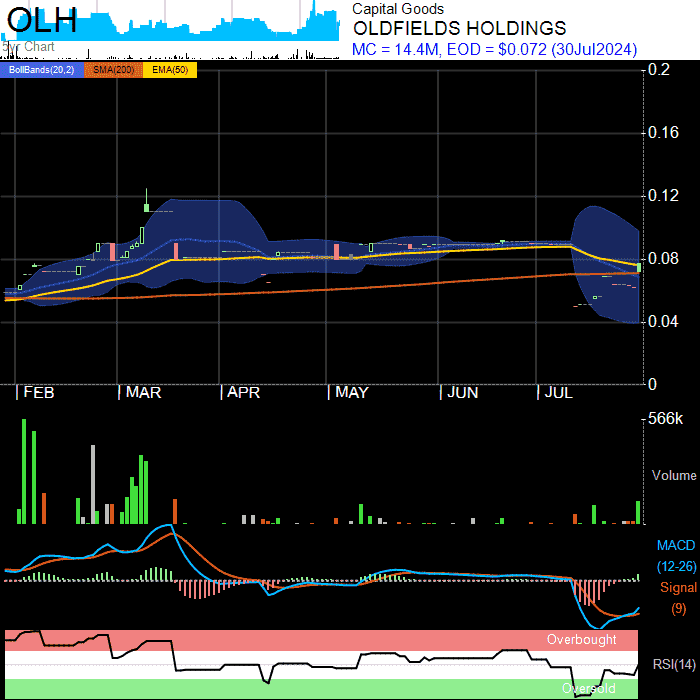 OLH
5yr Chart
Capital Goods
OLDFIELDS HOLDINGS
MC = 14.4M, EOD = $0.072 (30Jul2024)
BollBands(20,2) SMA(200) EMA(50)
0.2
0.16
0.12
0.08
0.04
0
FEB MAR APR MAY JUN JUL
566k
Volume
MACD
(12-26)
Signal
(9)
Overbought
RSI(14)
Oversold